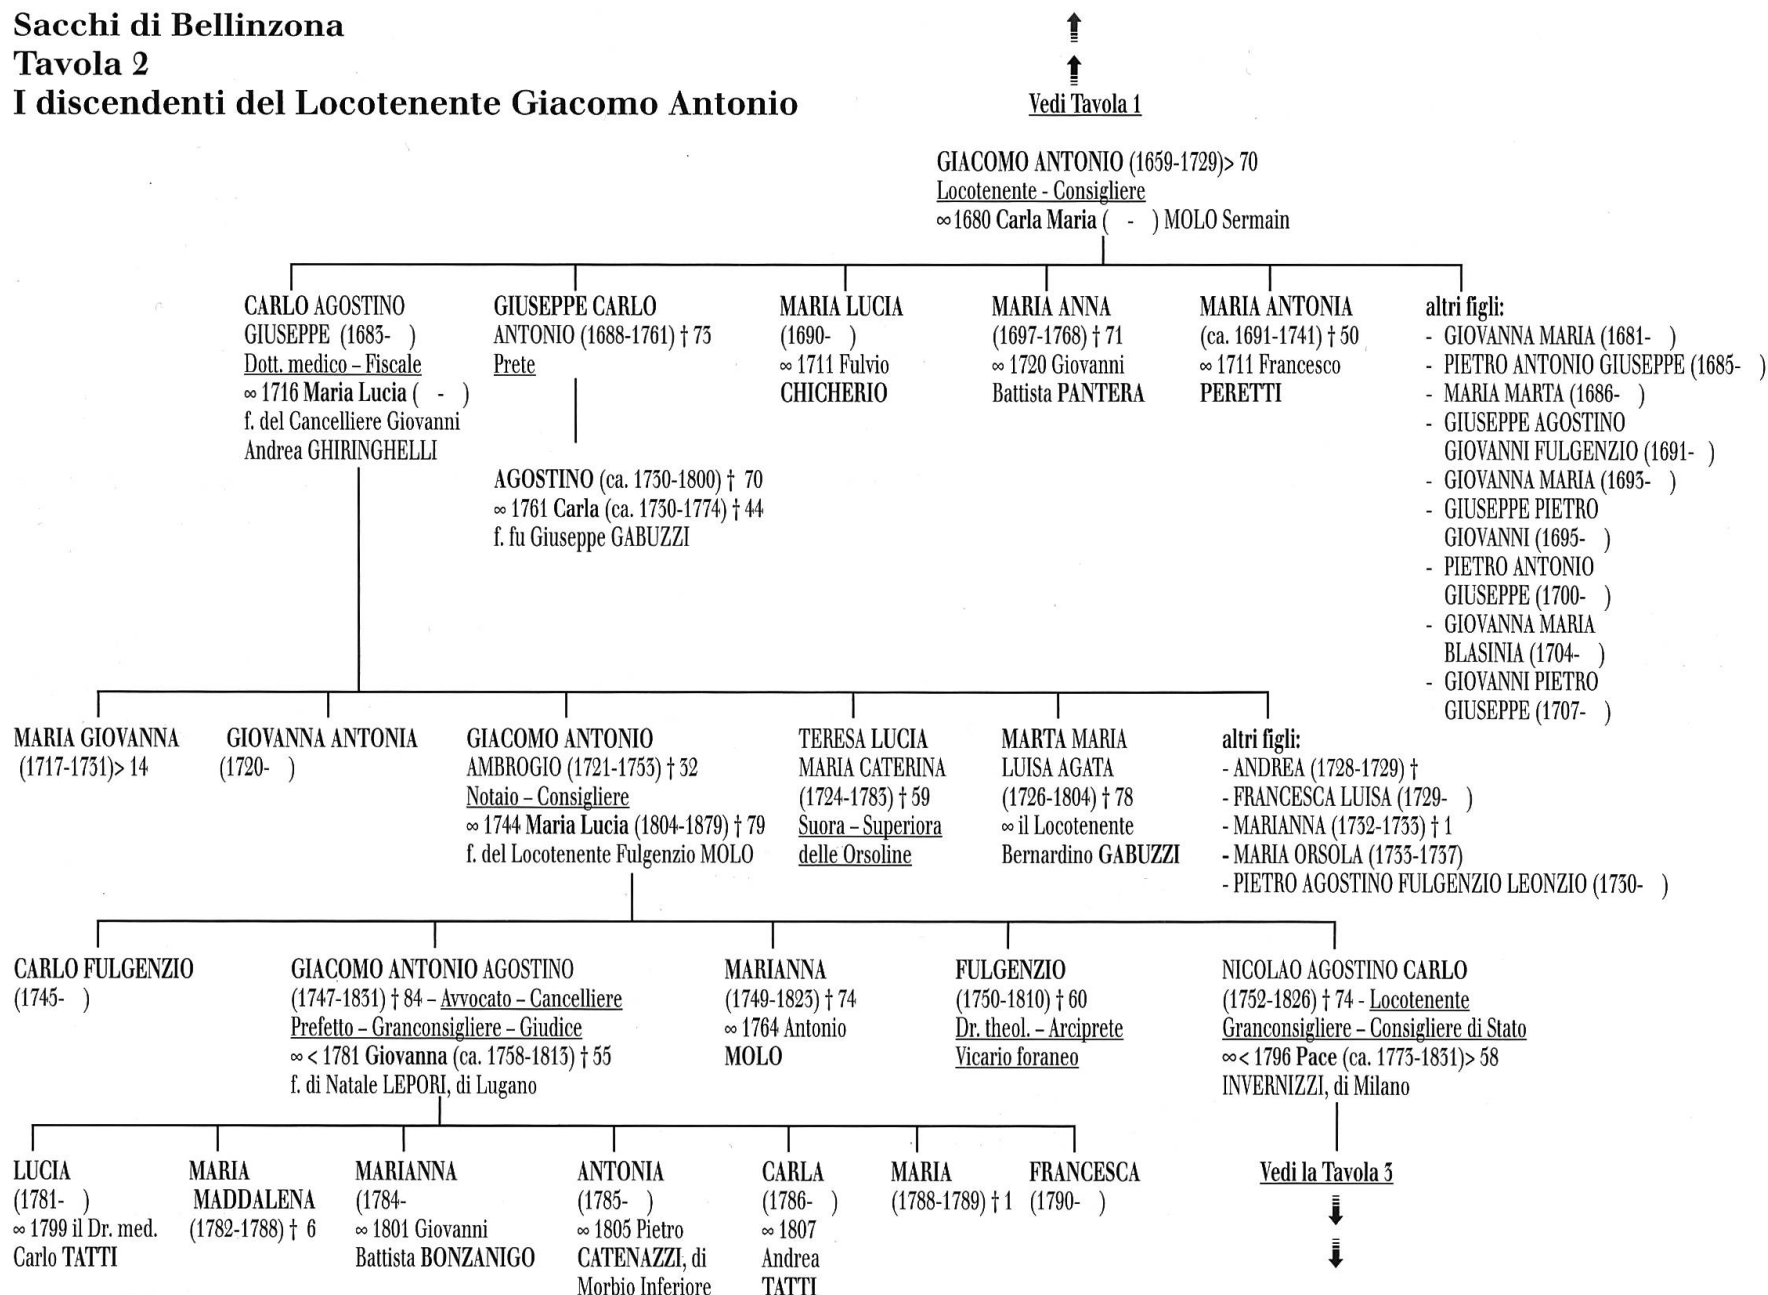 Sacchi di Bellinzona
Tavola 2
I discendenti del Locotenente Giacomo Antonio
Vedi Tavola 1
GIACOMO ANTONIO (1659-1729)> 70
Locotenente - Consigliere
∞ 1680 Carla Maria (   -   ) MOLO Sermain
CARLO AGOSTINO
GIUSEPPE (1683-   )
Dott. medico – Fiscale
∞ 1716 Maria Lucia (   -   )
f. del Cancelliere Giovanni
Andrea GHIRINGHELLI
GIUSEPPE CARLO
ANTONIO (1688-1761) † 73
Prete
AGOSTINO (ca. 1730-1800) † 70
∞ 1761 Carla (ca. 1730-1774) † 44
f. fu Giuseppe GABUZZI
MARIA LUCIA
(1690-   )
∞ 1711 Fulvio
CHICHERIO
MARIA ANNA
(1697-1768) † 71
∞ 1720 Giovanni
Battista PANTERA
MARIA ANTONIA
(ca. 1691-1741) † 50
∞ 1711 Francesco
PERETTI
altri figli:
- GIOVANNA MARIA (1681-   )
- PIETRO ANTONIO GIUSEPPE (1685-   )
- MARIA MARTA (1686-   )
- GIUSEPPE AGOSTINO
GIOVANNI FULGENZIO (1691-   )
- GIOVANNA MARIA (1693-   )
- GIUSEPPE PIETRO
GIOVANNI (1695-   )
- PIETRO ANTONIO
GIUSEPPE (1700-   )
- GIOVANNA MARIA
BLASINIA (1704-   )
- GIOVANNI PIETRO
GIUSEPPE (1707-   )
MARIA GIOVANNA
(1717-1731)> 14
GIOVANNA ANTONIA
(1720-   )
GIACOMO ANTONIO
AMBROGIO (1721-1753) † 32
Notaio – Consigliere
∞ 1744 Maria Lucia (1804-1879) † 79
f. del Locotenente Fulgenzio MOLO
TERESA LUCIA
MARIA CATERINA
(1724-1783) † 59
Suora – Superiora
delle Orsoline
MARTA MARIA
LUISA AGATA
(1726-1804) † 78
∞ il Locotenente
Bernardino GABUZZI
altri figli:
- ANDREA (1728-1729) †
- FRANCESCA LUISA (1729-   )
- MARIANNA (1732-1733) † 1
- MARIA ORSOLA (1733-1737)
- PIETRO AGOSTINO FULGENZIO LEONZIO (1730-   )
CARLO FULGENZIO
(1745-   )
GIACOMO ANTONIO AGOSTINO
(1747-1831) † 84 – Avvocato – Cancelliere
Prefetto – Granconsigliere – Giudice
∞ < 1781 Giovanna (ca. 1758-1813) † 55
f. di Natale LEPORI, di Lugano
MARIANNA
(1749-1823) † 74
∞ 1764 Antonio
MOLO
FULGENZIO
(1750-1810) † 60
Dr. theol. – Arciprete
Vicario foraneo
NICOLAO AGOSTINO CARLO
(1752-1826) † 74 - Locotenente
Granconsigliere – Consigliere di Stato
∞< 1796 Pace (ca. 1773-1831)> 58
INVERNIZZI, di Milano
LUCIA
(1781-   )
∞ 1799 il Dr. med.
Carlo TATTI
MARIA
MADDALENA
(1782-1788) † 6
MARIANNA
(1784-
∞ 1801 Giovanni
Battista BONZANIGO
ANTONIA
(1785-   )
∞ 1805 Pietro
CATENAZZI, di
Morbio Inferiore
CARLA
(1786-   )
∞ 1807
Andrea
TATTI
MARIA
(1788-1789) † 1
FRANCESCA
(1790-   )
Vedi la Tavola 3